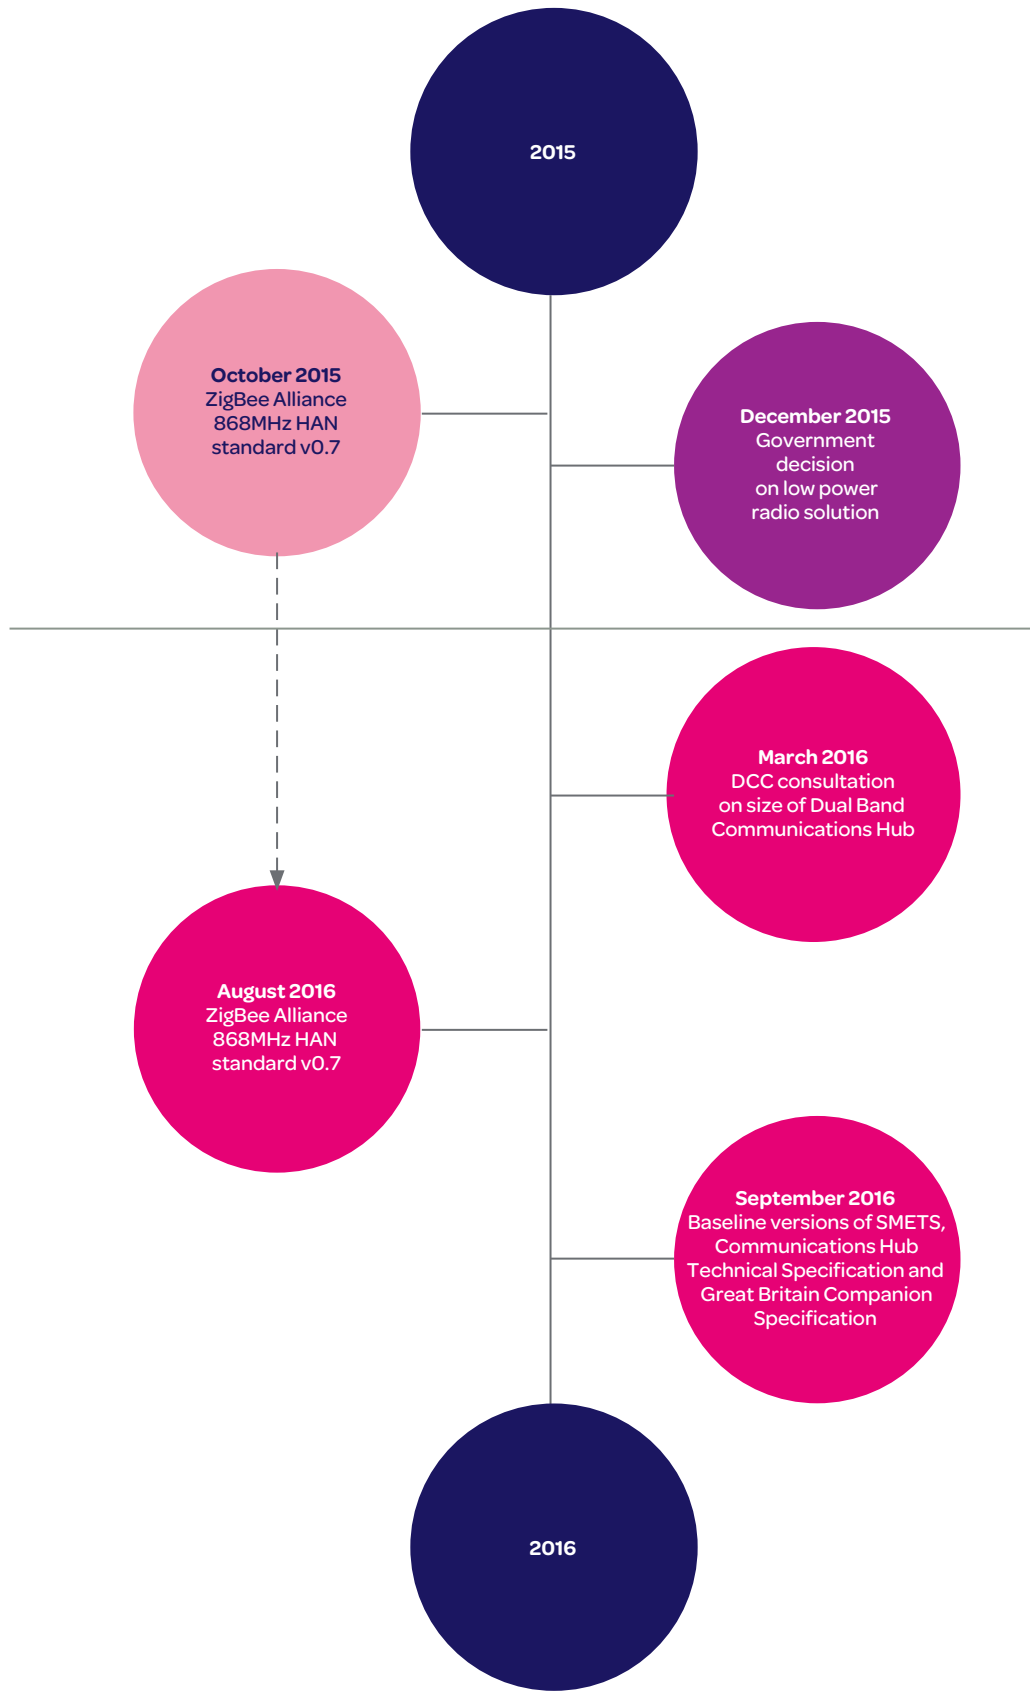 2015
October 2015
ZigBee Alliance
868MHz HAN
standard v0.7
December 2015
Government
decision
on low power
radio solution
March 2016
DCC consultation
on size of Dual Band
Communications Hub
August 2016
ZigBee Alliance
868MHz HAN
standard v0.7
September 2016
Baseline versions of SMETS,
Communications Hub
Technical Specification and
Great Britain Companion
Specification
2016